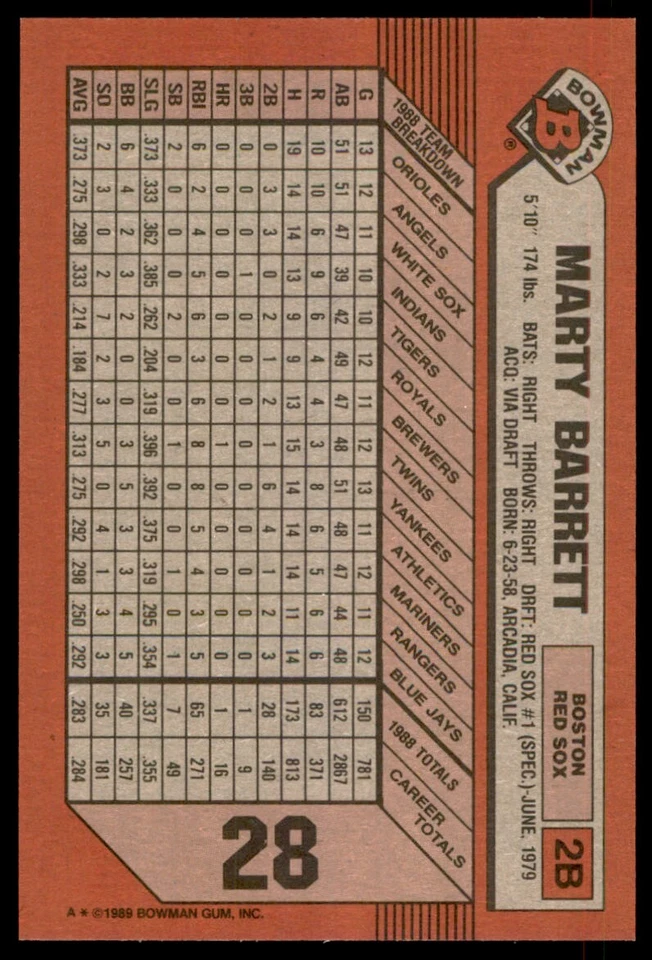 BOWMAN
B
®
MARTY BARRETT
BOSTON
RED SOX
2B
5'10" 174 lbs. BATS: RIGHT THROWS: RIGHT DRFT: RED SOX #1 (SPEC.)-JUNE, 1979
ACQ: VIA DRAFT BORN: 6-23-58, ARCADIA, CALIF.
1988 TEAM
BREAKDOWN
ORIOLES
ANGELS
WHITE SOX
INDIANS
TIGERS
ROYALS
BREWERS
TWINS
YANKEES
ATHLETICS
MARINERS
RANGERS
BLUE JAYS
1988 TOTALS
CAREER
TOTALS
G 13 12 11 10 10 12 11 12 13 11 12 11 12 150 781
AB 51 51 47 39 42 49 47 48 51 48 47 44 48 612 2867
R 10 10 6 9 6 4 4 3 8 6 5 6 6 83 371
H 19 14 14 13 9 9 13 15 14 14 14 11 14 173 813
2B 0 3 3 0 2 1 2 1 6 4 1 2 3 28 140
3B 0 0 0 1 0 0 0 0 0 0 0 0 0 1 9
HR 0 0 0 0 0 0 0 1 0 0 0 0 0 1 16
RBI 6 2 4 5 6 3 6 8 8 5 4 3 5 65 271
SB 2 0 0 0 2 0 0 1 0 0 1 0 1 7 49
SLG .373 .333 .362 .385 .262 .204 .319 .396 .392 .375 .319 .295 .354 .337 .355
BB 6 4 2 3 2 0 0 3 5 3 3 4 5 40 257
SO 2 3 0 2 7 2 3 5 0 4 1 3 3 35 181
AVG .373 .275 .298 .333 .214 .184 .277 .313 .275 .292 .298 .250 .292 .283 .284
28
A * ©1989 BOWMAN GUM, INC.